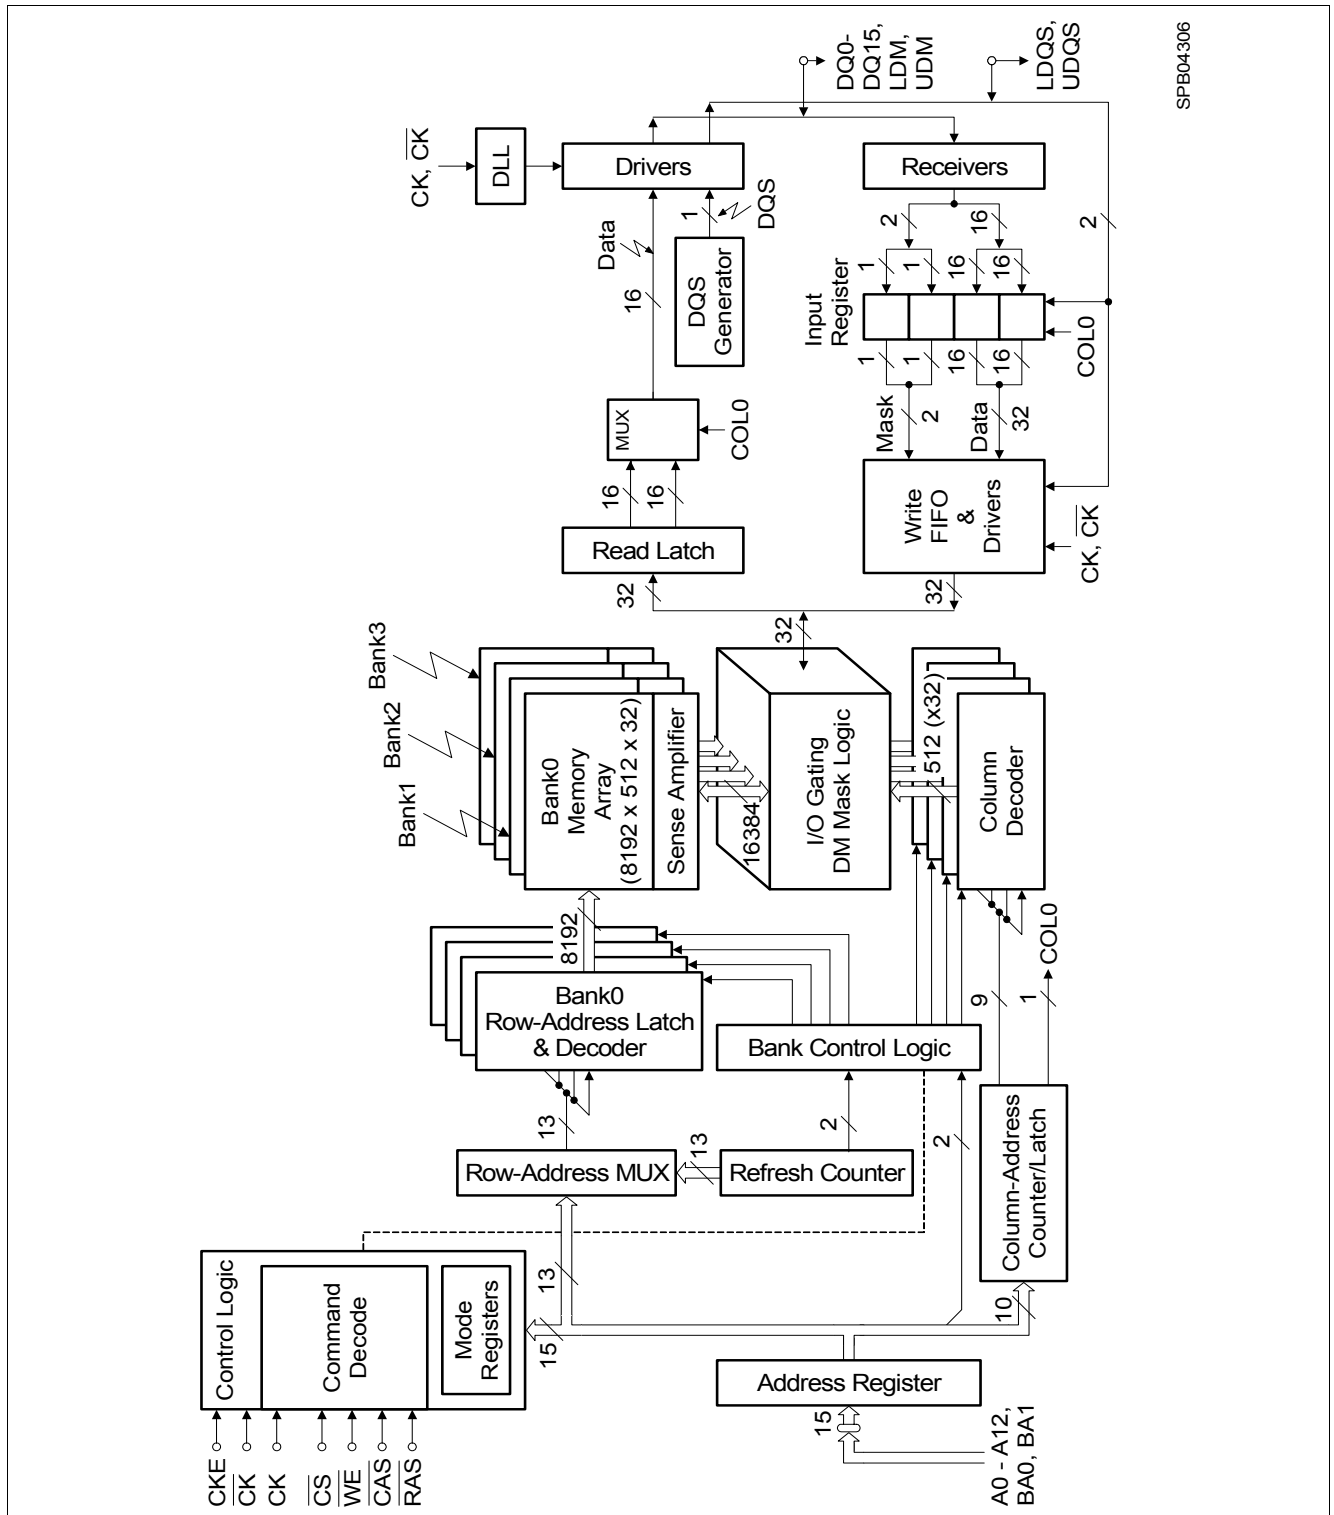 CKE
CK
CK
CS
WE
CAS
RAS
Control Logic
Command
Decode
Mode
Registers
15
13
A0 - A12,
BA0, BA1
15
Address Register
10
Row-Address MUX
13
Refresh Counter
13
2
2
Column-Address
Counter/Latch
Bank0
Row-Address Latch
& Decoder
Bank Control Logic
9
1
COL0
8192
Bank1
Bank2
Bank3
Bank0
Memory
Array
(8192 x 512 x 32)
Sense Amplifier
16384
I/O Gating
DM Mask Logic
512 (x32)
Column
Decoder
32
32
32
Read Latch
16
16
MUX
COL0
Write
FIFO
&
Drivers
CK, CK
Mask
2
Data
32
1
1
16
16
Input
Register
COL0
1
1
16
16
2
16
2
16
Data
DQS
Generator
1
DQS
CK, CK
DLL
Drivers
Receivers
DQ0-
DQ15,
LDM,
UDM
LDQS,
UDQS
SPB04306